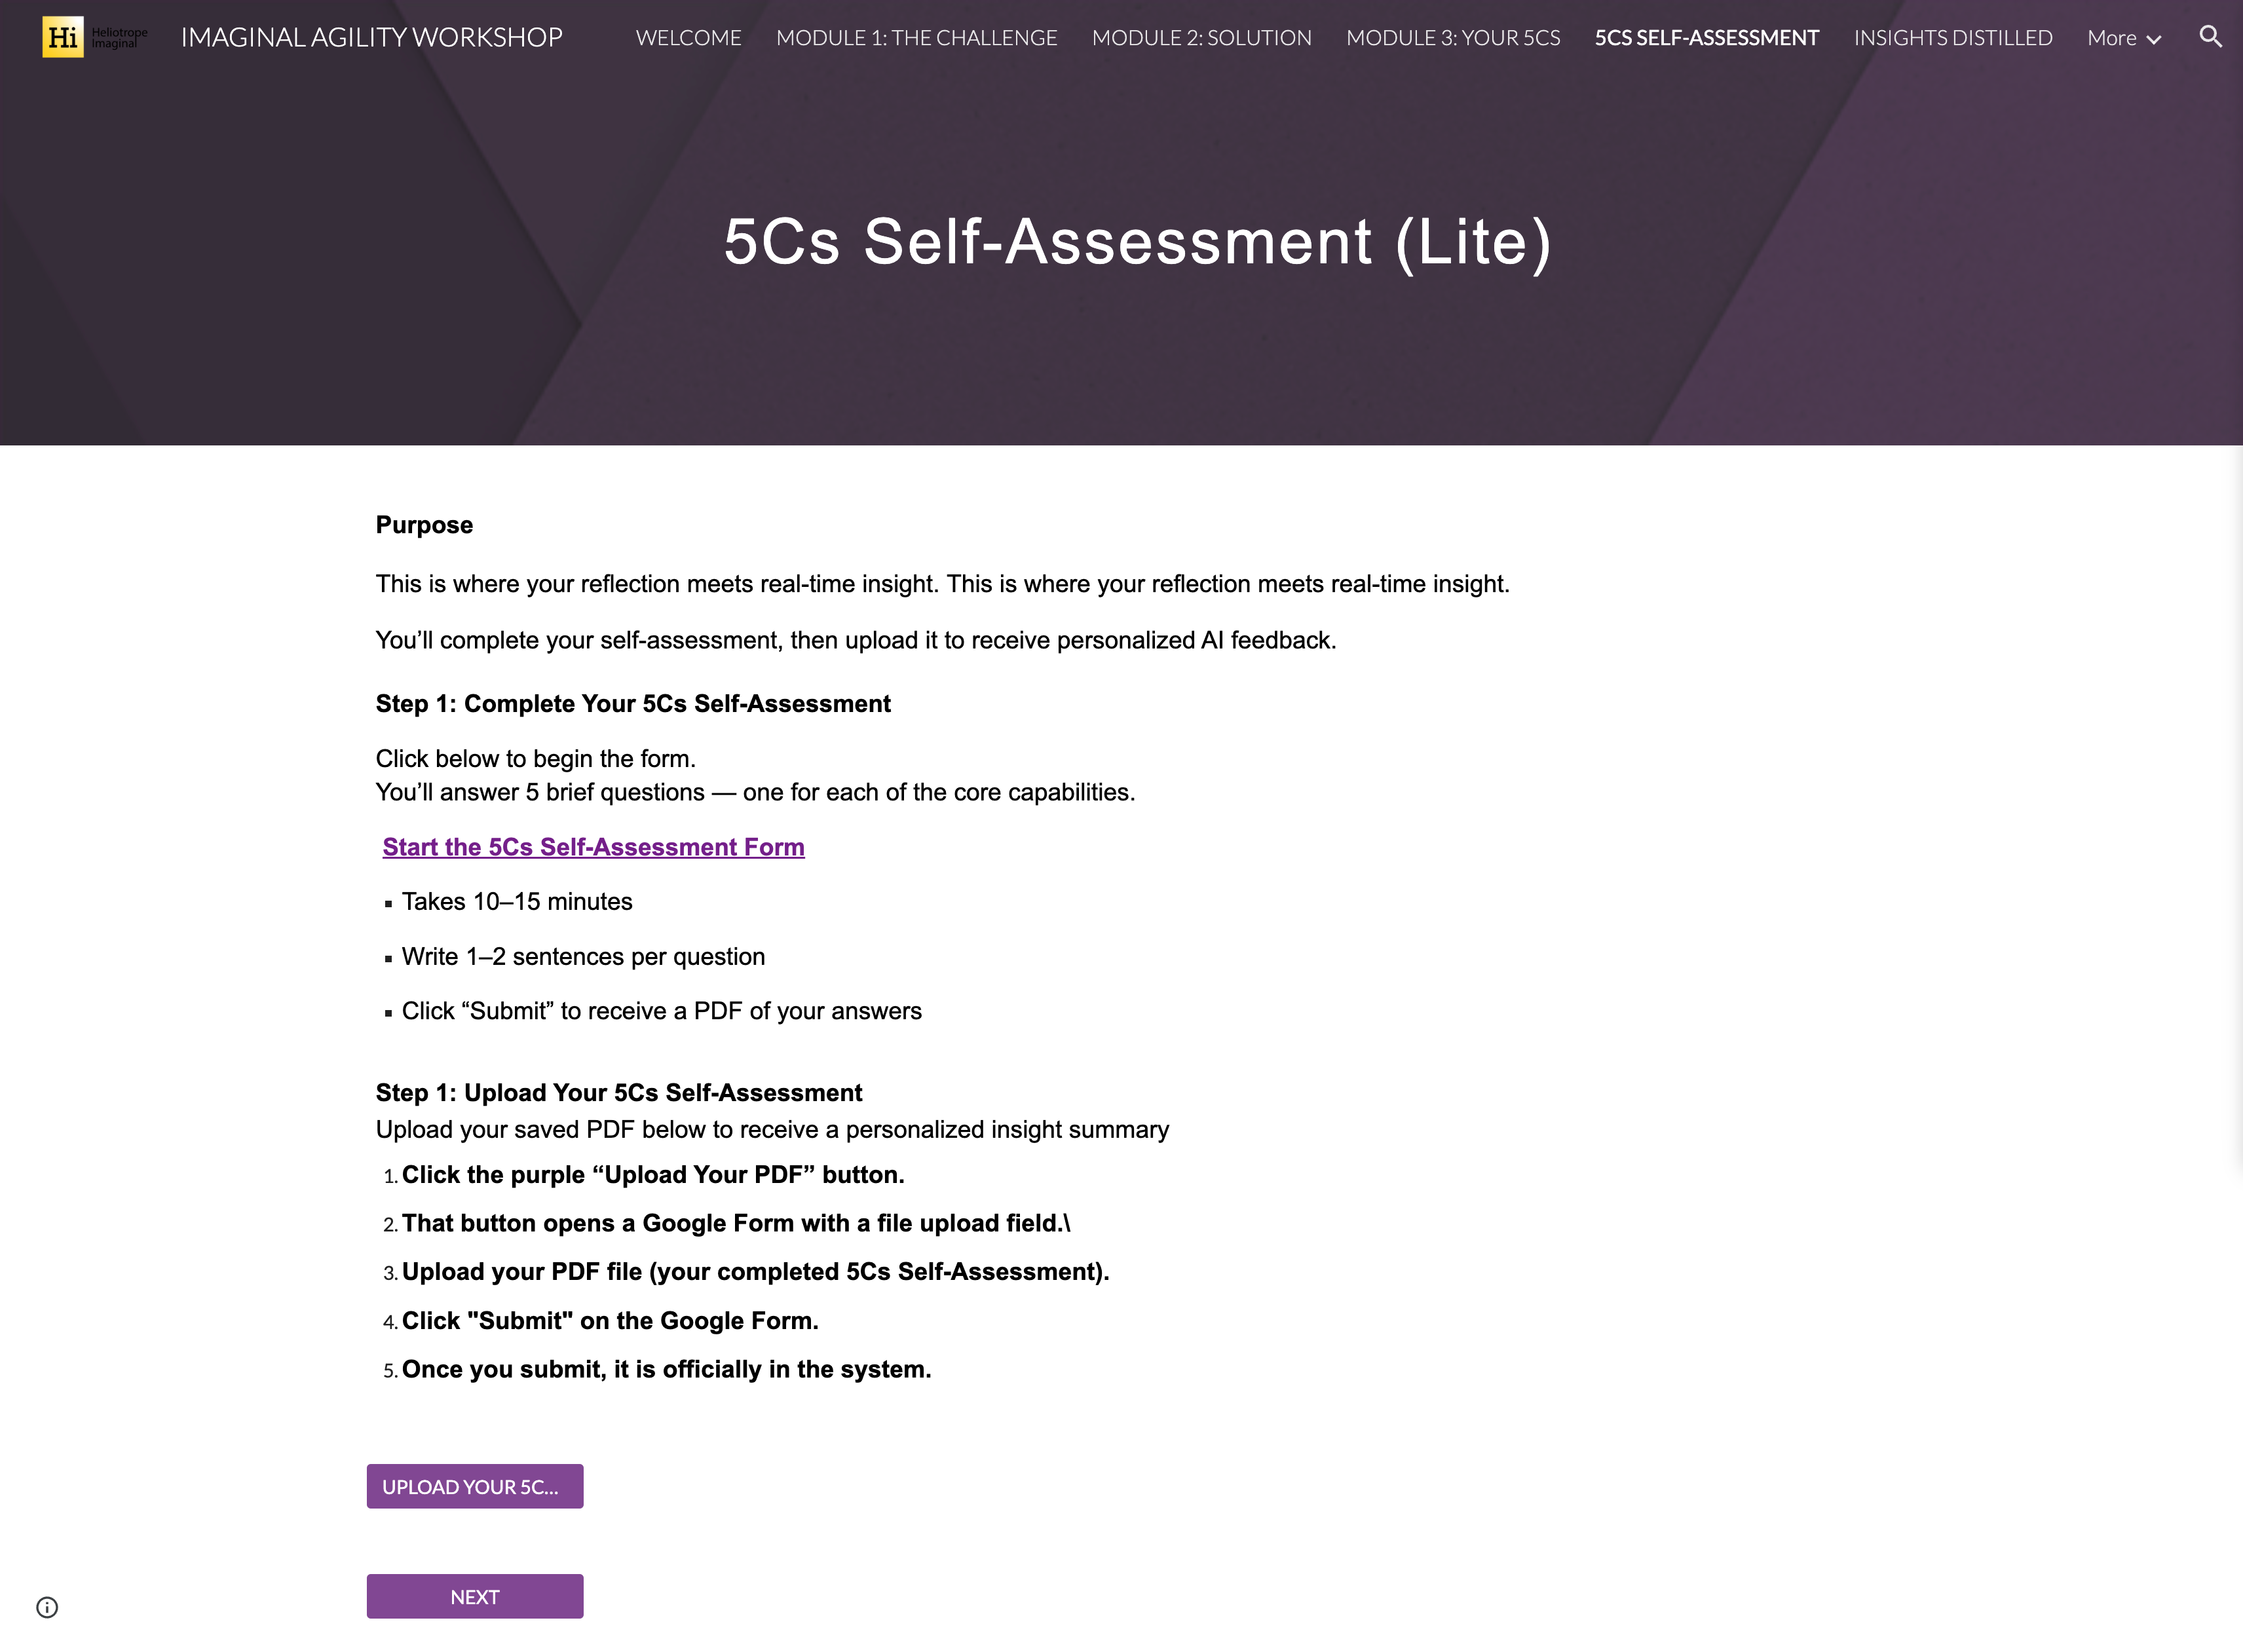 Hi Heliotrope
Imaginal
IMAGINAL AGILITY WORKSHOP
WELCOME MODULE 1: THE CHALLENGE MODULE 2: SOLUTION MODULE 3: YOUR 5CS 5CS SELF-ASSESSMENT INSIGHTS DISTILLED More
5Cs Self-Assessment (Lite)
Purpose
This is where your reflection meets real-time insight. This is where your reflection meets real-time insight.
You’ll complete your self-assessment, then upload it to receive personalized AI feedback.
Step 1: Complete Your 5Cs Self-Assessment
Click below to begin the form.
You’ll answer 5 brief questions — one for each of the core capabilities.
Start the 5Cs Self-Assessment Form
▪ Takes 10–15 minutes
▪ Write 1–2 sentences per question
▪ Click “Submit” to receive a PDF of your answers
Step 1: Upload Your 5Cs Self-Assessment
Upload your saved PDF below to receive a personalized insight summary
1. Click the purple “Upload Your PDF” button.
2. That button opens a Google Form with a file upload field.\
3. Upload your PDF file (your completed 5Cs Self-Assessment).
4. Click "Submit" on the Google Form.
5. Once you submit, it is officially in the system.
UPLOAD YOUR 5C...
NEXT